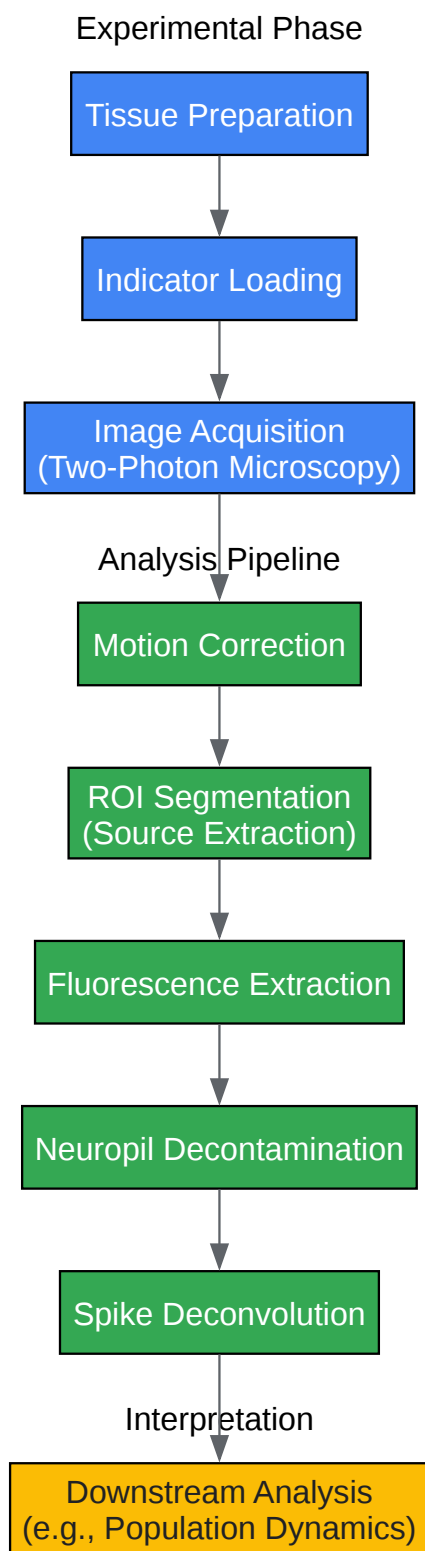 Experimental Phase
Tissue Preparation
Indicator Loading
Image Acquisition
(Two-Photon Microscopy)
Analysis Pipeline
Motion Correction
ROI Segmentation
(Source Extraction)
Fluorescence Extraction
Neuropil Decontamination
Spike Deconvolution
Interpretation
Downstream Analysis
(e.g., Population Dynamics)